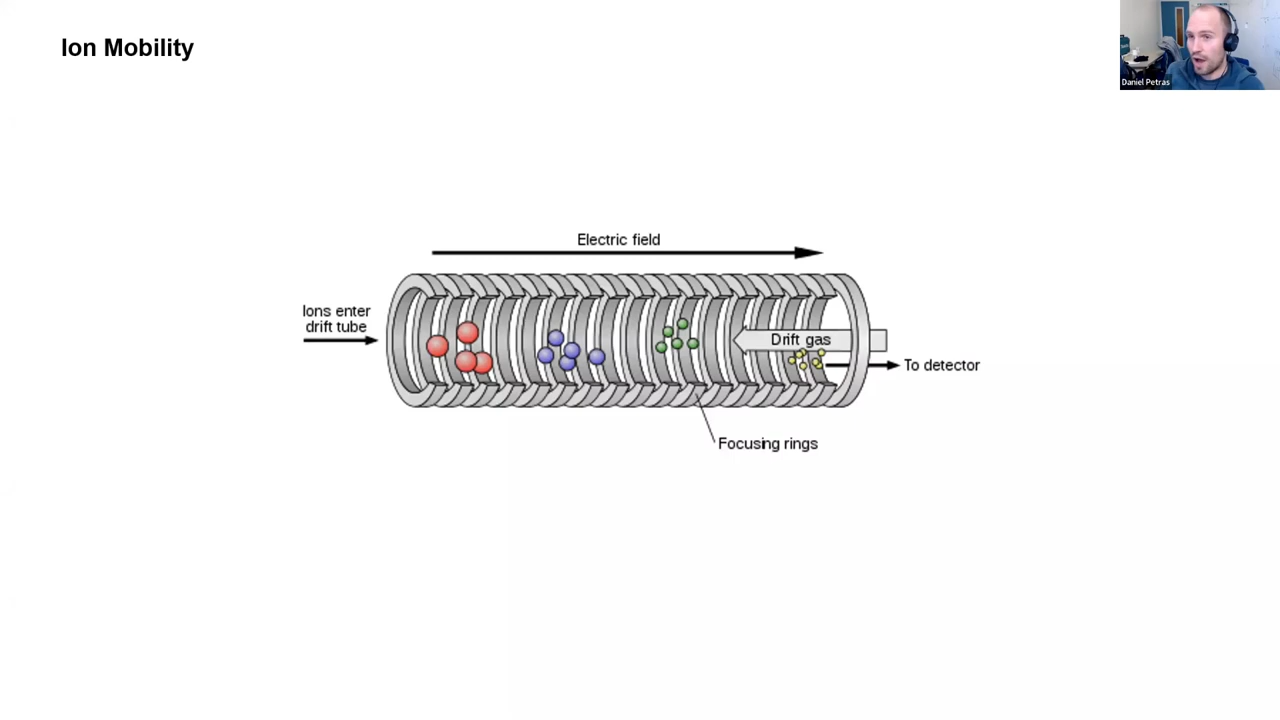 Ion Mobility
Daniel Petras
Electric field
Ions enter
drift tube
Drift gas
To detector
Focusing rings